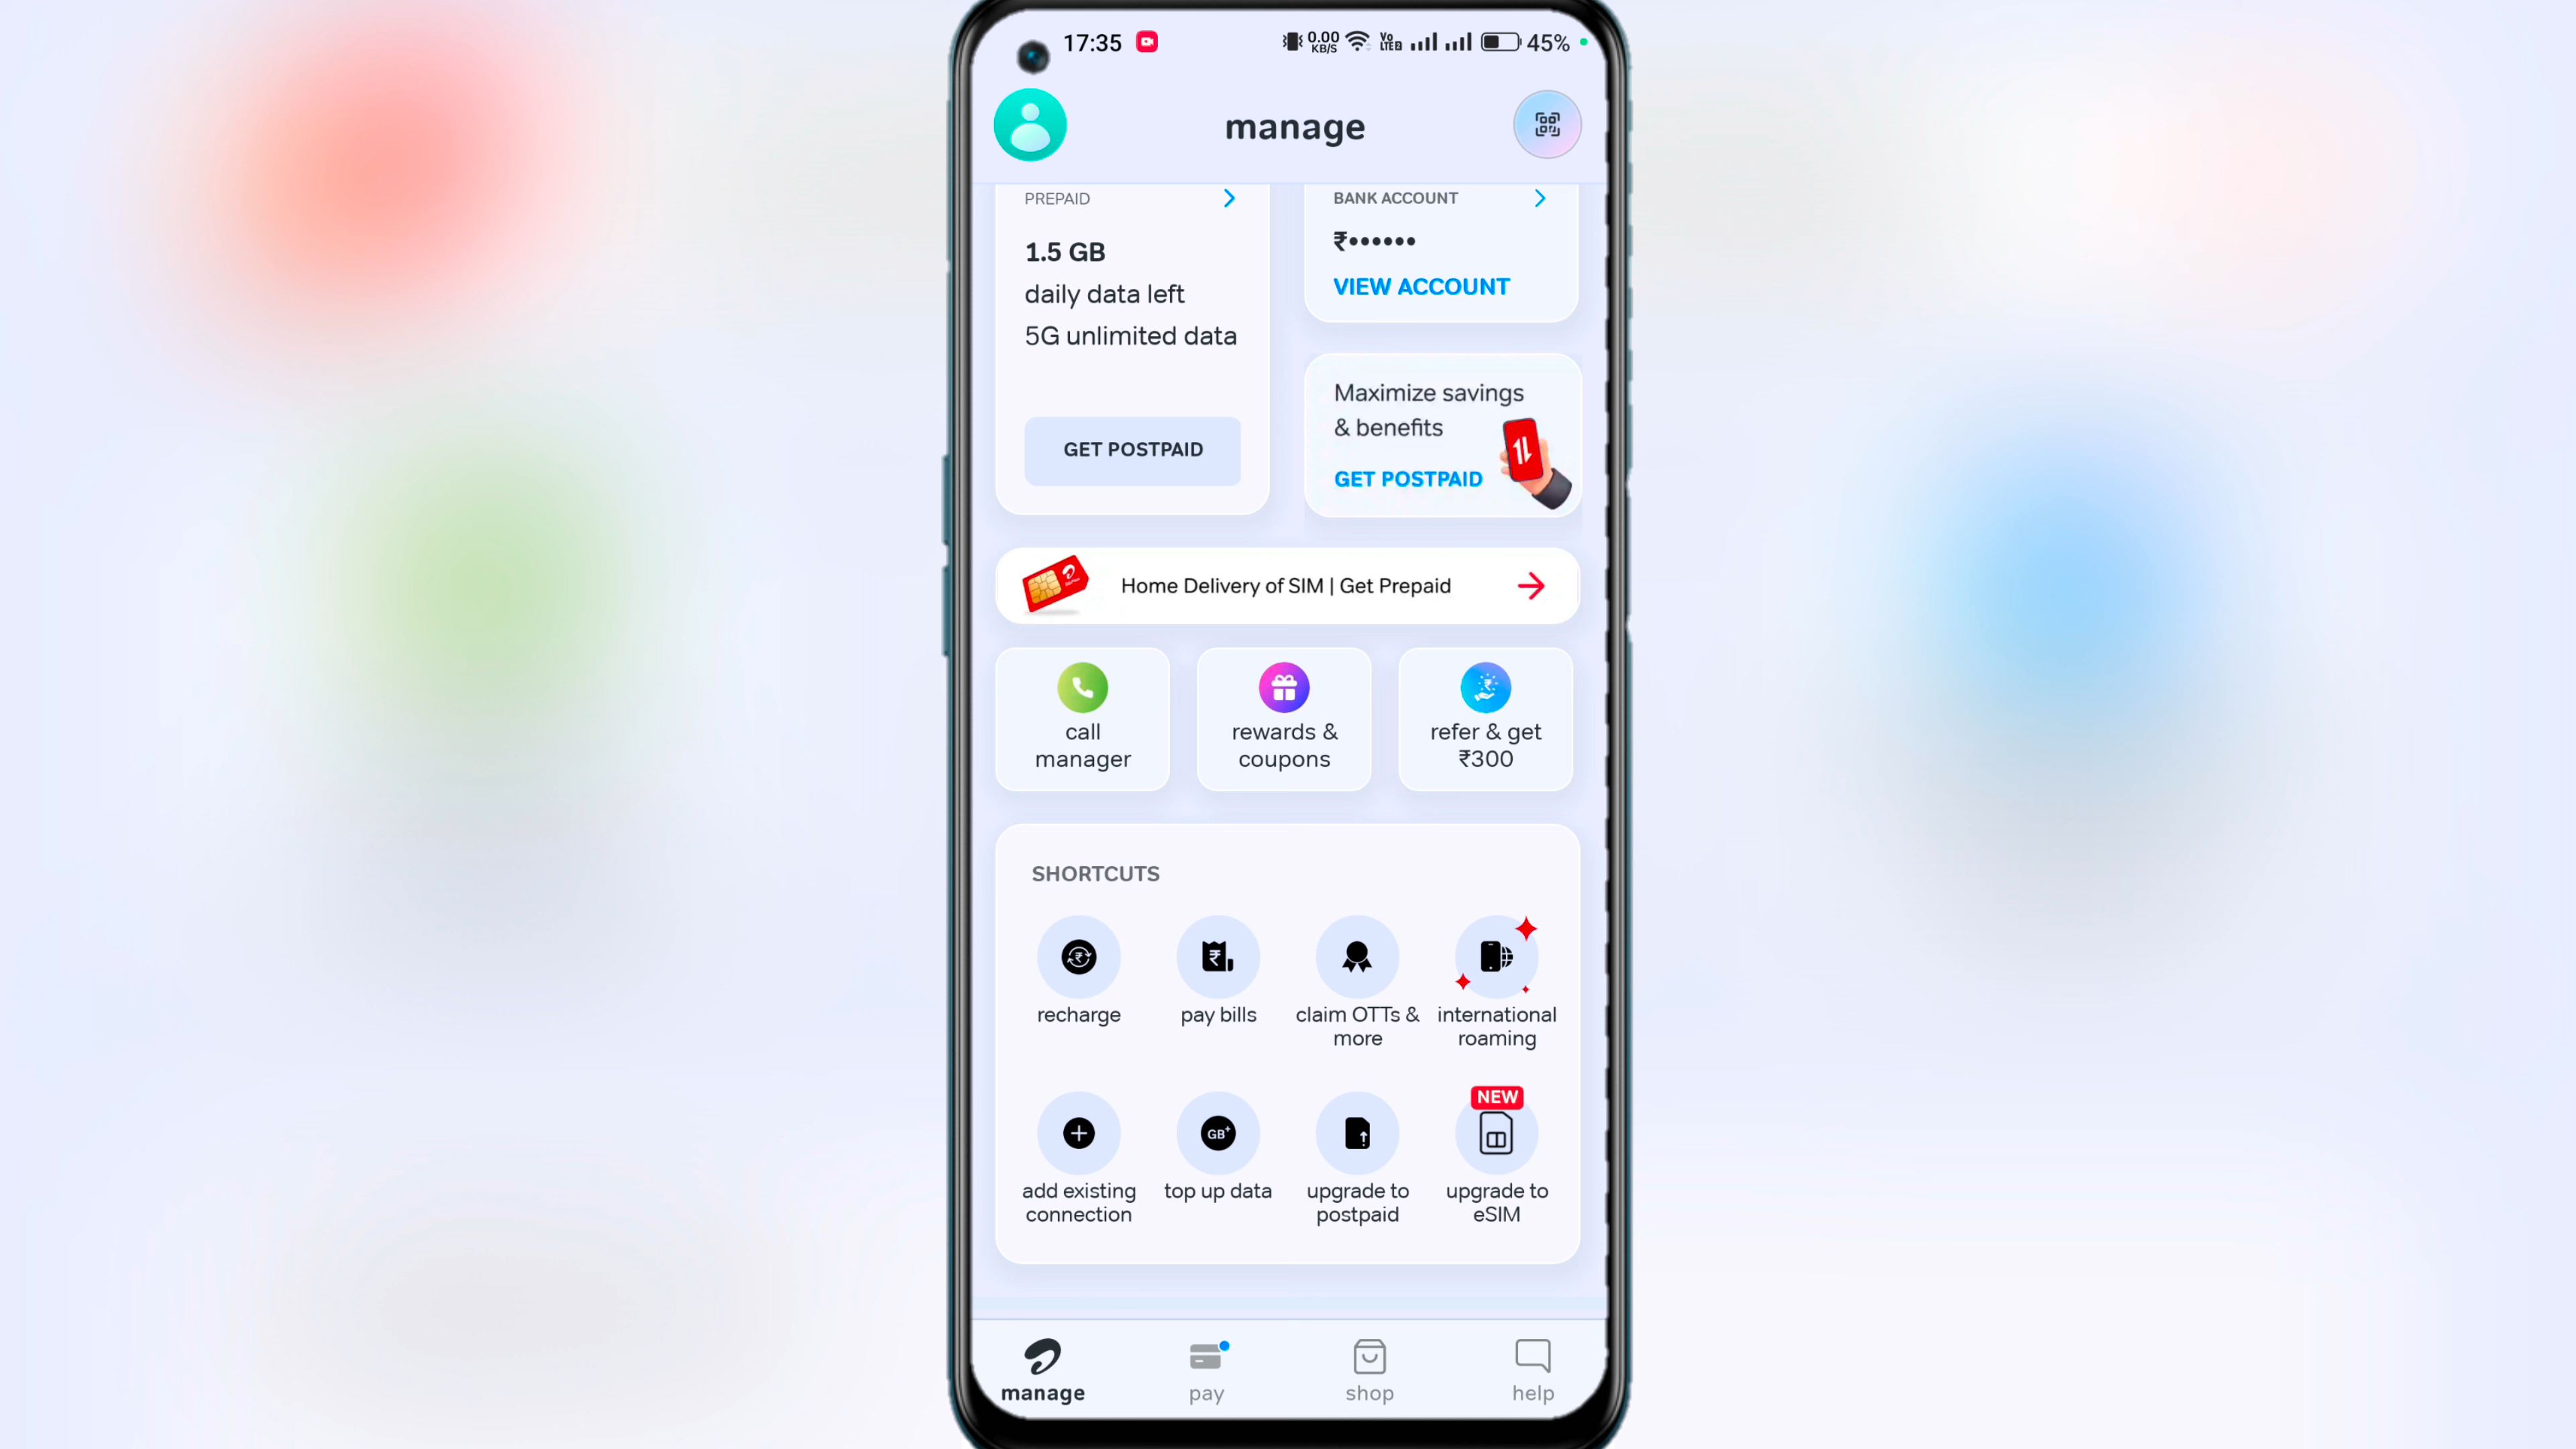 17:35
0.00
KB/S
Vo
LTE2
45%
manage
PREPAID
1.5 GB
daily data left
5G unlimited data
GET POSTPAID
BANK ACCOUNT
₹••••••
VIEW ACCOUNT
Maximize savings
& benefits
GET POSTPAID
Home Delivery of SIM | Get Prepaid
call
manager
rewards &
coupons
refer & get
₹300
SHORTCUTS
recharge
pay bills
claim OTTs &
more
international
roaming
add existing
connection
GB+
top up data
upgrade to
postpaid
NEW
upgrade to
eSIM
manage
pay
shop
help